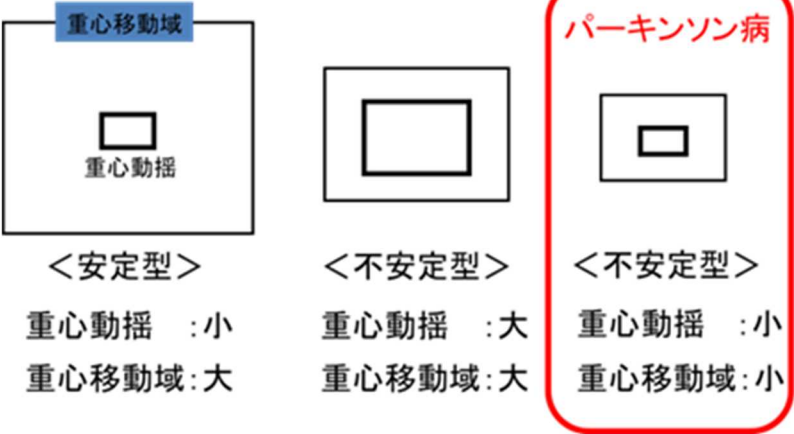 重心移動域
重心動揺
＜安定型＞
重心動揺　：小
重心移動域：大
＜不安定型＞
重心動揺　：大
重心移動域：大
パーキンソン病
＜不安定型＞
重心動揺　：小
重心移動域：小